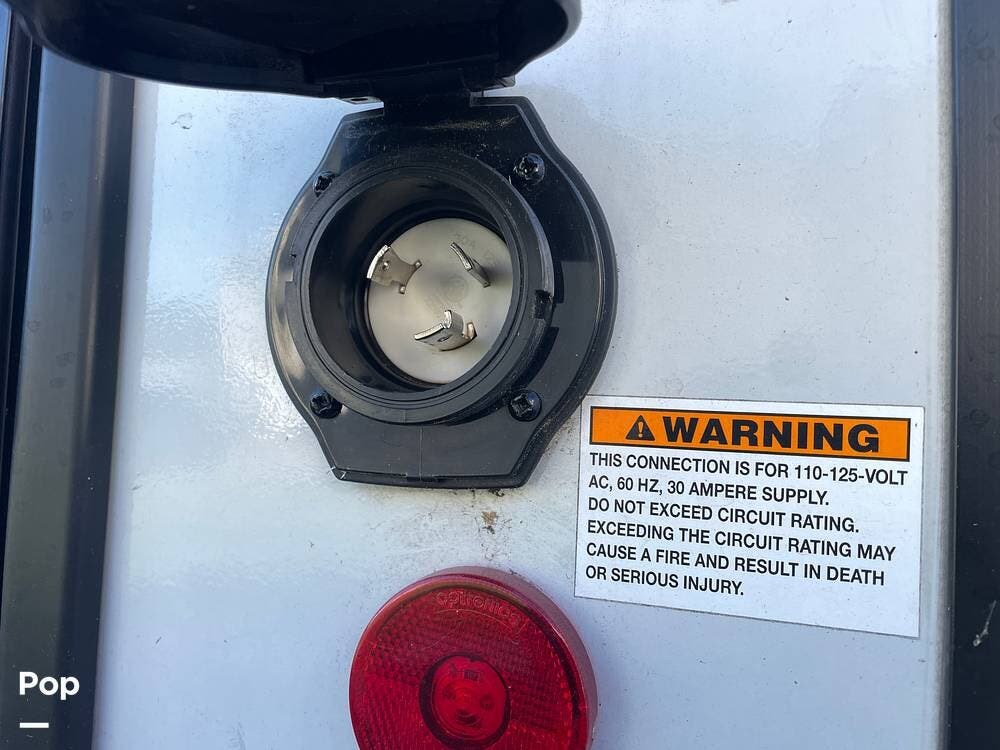 WARNING
THIS CONNECTION IS FOR 110-125-VOLT
AC, 60 HZ, 30 AMPERE SUPPLY.
DO NOT EXCEED CIRCUIT RATING.
EXCEEDING THE CIRCUIT RATING MAY
CAUSE A FIRE AND RESULT IN DEATH
OR SERIOUS INJURY.
optronics
Pop